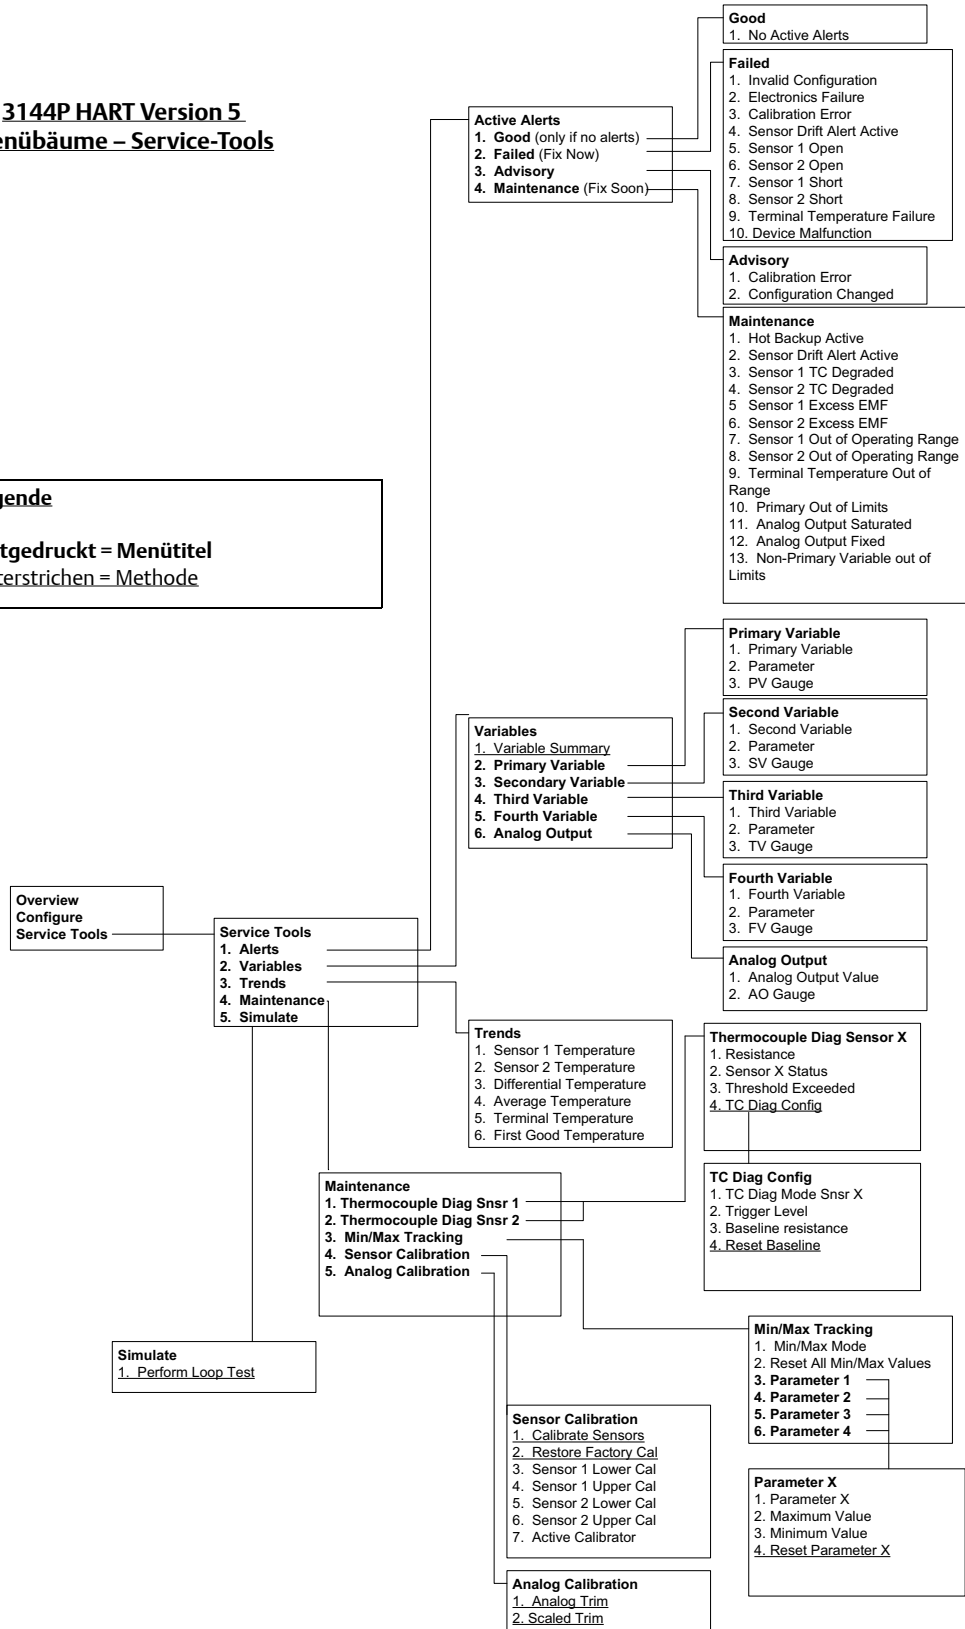 3144P HART Version 5
enübäume – Service-Tools
gende
tgedruckt = Menütitel
terstrichen = Methode
Overview
Configure
Service Tools
Service Tools
1. Alerts
2. Variables
3. Trends
4. Maintenance
5. Simulate
Simulate
1. Perform Loop Test
Active Alerts
1. Good (only if no alerts)
2. Failed (Fix Now)
3. Advisory
4. Maintenance (Fix Soon)
Good
1. No Active Alerts
Failed
1. Invalid Configuration
2. Electronics Failure
3. Calibration Error
4. Sensor Drift Alert Active
5. Sensor 1 Open
6. Sensor 2 Open
7. Sensor 1 Short
8. Sensor 2 Short
9. Terminal Temperature Failure
10. Device Malfunction
Advisory
1. Calibration Error
2. Configuration Changed
Maintenance
1. Hot Backup Active
2. Sensor Drift Alert Active
3. Sensor 1 TC Degraded
4. Sensor 2 TC Degraded
5 Sensor 1 Excess EMF
6. Sensor 2 Excess EMF
7. Sensor 1 Out of Operating Range
8. Sensor 2 Out of Operating Range
9. Terminal Temperature Out of
Range
10. Primary Out of Limits
11. Analog Output Saturated
12. Analog Output Fixed
13. Non-Primary Variable out of
Limits
Variables
1. Variable Summary
2. Primary Variable
3. Secondary Variable
4. Third Variable
5. Fourth Variable
6. Analog Output
Primary Variable
1. Primary Variable
2. Parameter
3. PV Gauge
Second Variable
1. Second Variable
2. Parameter
3. SV Gauge
Third Variable
1. Third Variable
2. Parameter
3. TV Gauge
Fourth Variable
1. Fourth Variable
2. Parameter
3. FV Gauge
Analog Output
1. Analog Output Value
2. AO Gauge
Trends
1. Sensor 1 Temperature
2. Sensor 2 Temperature
3. Differential Temperature
4. Average Temperature
5. Terminal Temperature
6. First Good Temperature
Maintenance
1. Thermocouple Diag Snsr 1
2. Thermocouple Diag Snsr 2
3. Min/Max Tracking
4. Sensor Calibration
5. Analog Calibration
Thermocouple Diag Sensor X
1. Resistance
2. Sensor X Status
3. Threshold Exceeded
4. TC Diag Config
TC Diag Config
1. TC Diag Mode Snsr X
2. Trigger Level
3. Baseline resistance
4. Reset Baseline
Min/Max Tracking
1. Min/Max Mode
2. Reset All Min/Max Values
3. Parameter 1
4. Parameter 2
5. Parameter 3
6. Parameter 4
Parameter X
1. Parameter X
2. Maximum Value
3. Minimum Value
4. Reset Parameter X
Sensor Calibration
1. Calibrate Sensors
2. Restore Factory Cal
3. Sensor 1 Lower Cal
4. Sensor 1 Upper Cal
5. Sensor 2 Lower Cal
6. Sensor 2 Upper Cal
7. Active Calibrator
Analog Calibration
1. Analog Trim
2. Scaled Trim